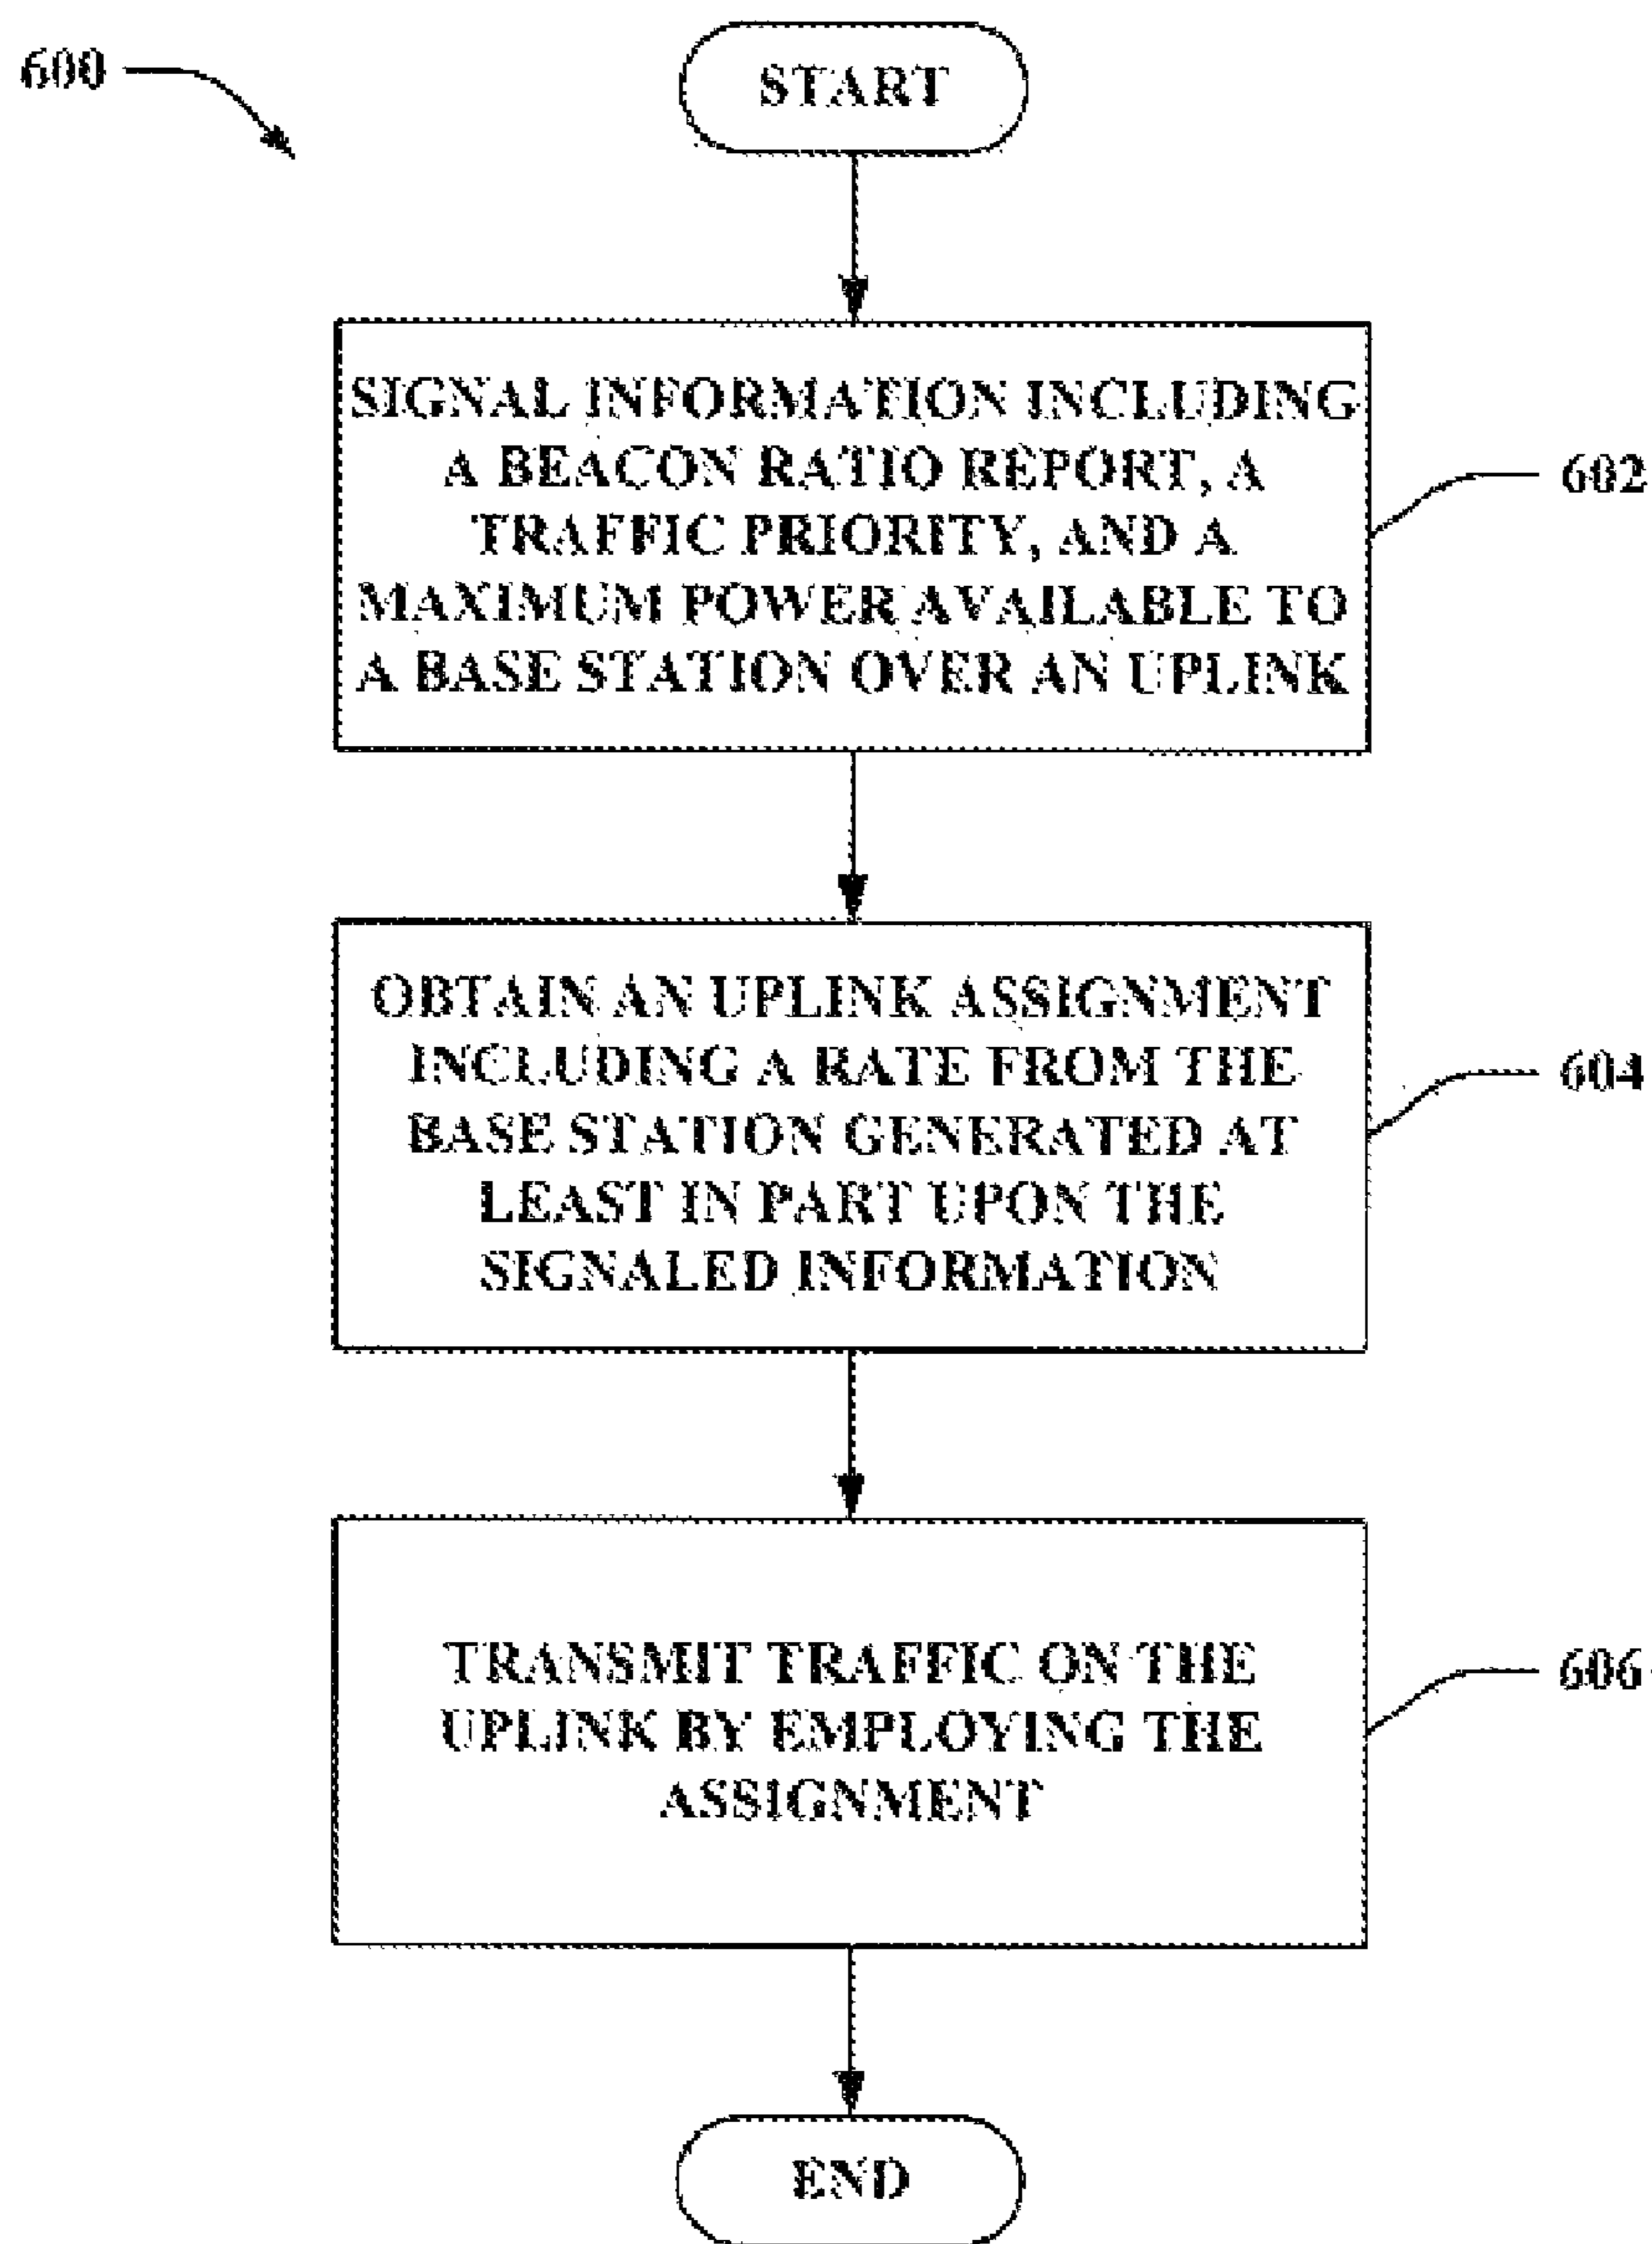 600
START
SIGNAL INFORMATION INCLUDING
A BEACON RATIO REPORT, A
TRAFFIC PRIORITY, AND A
MAXIMUM POWER AVAILABLE TO
A BASE STATION OVER AN UPLINK
602
OBTAIN AN UPLINK ASSIGNMENT
INCLUDING A RATE FROM THE
BASE STATION GENERATED AT
LEAST IN PART UPON THE
SIGNALED INFORMATION
604
TRANSMIT TRAFFIC ON THE
UPLINK BY EMPLOYING THE
ASSIGNMENT
606
END